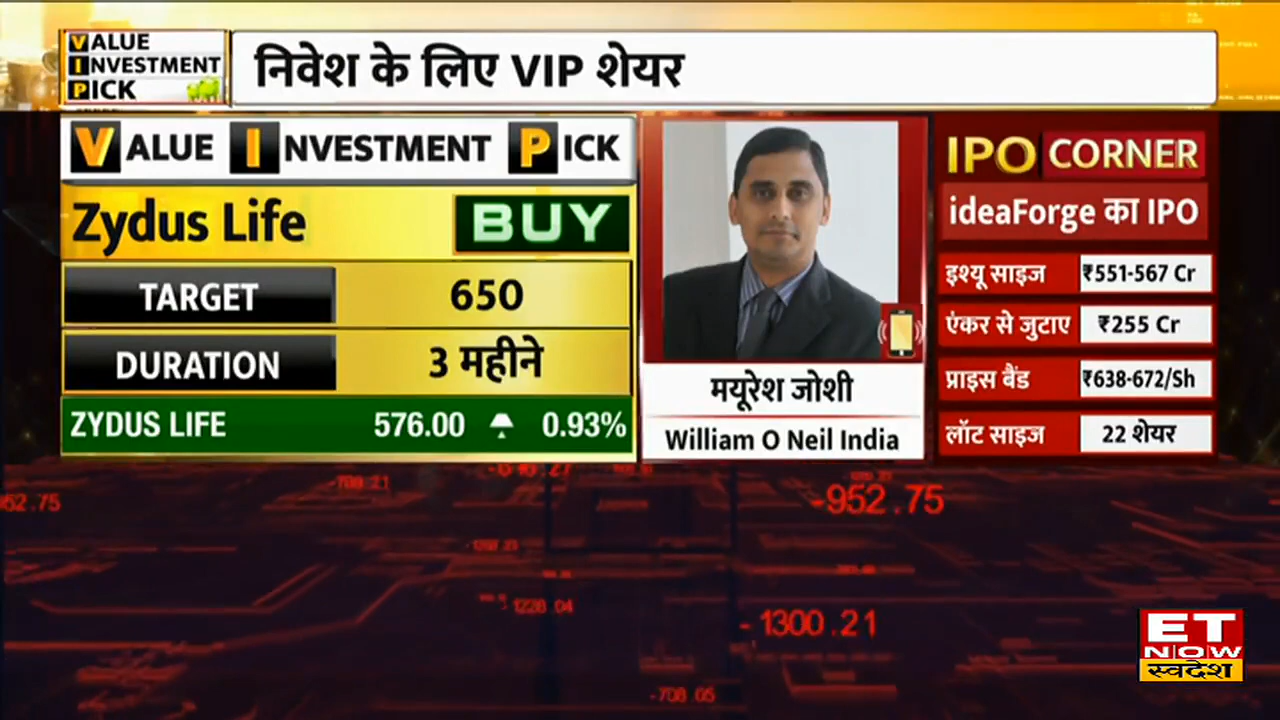 VALUE
INVESTMENT
PICK
निवेश के लिए VIP शेयर
VALUE INVESTMENT PICK
Zydus Life BUY
TARGET 650
DURATION 3 महीने
ZYDUS LIFE 576.00 0.93%
मयूरेश जोशी
William O Neil India
IPO CORNER
ideaForge का IPO
इश्यू साइज ₹551-567 Cr
एंकर से जुटाए ₹255 Cr
प्राइस बैंड ₹638-672/Sh
लॉट साइज 22 शेयर
-952.75
-1300.21
-708.05
ET
NOW
स्वदेश